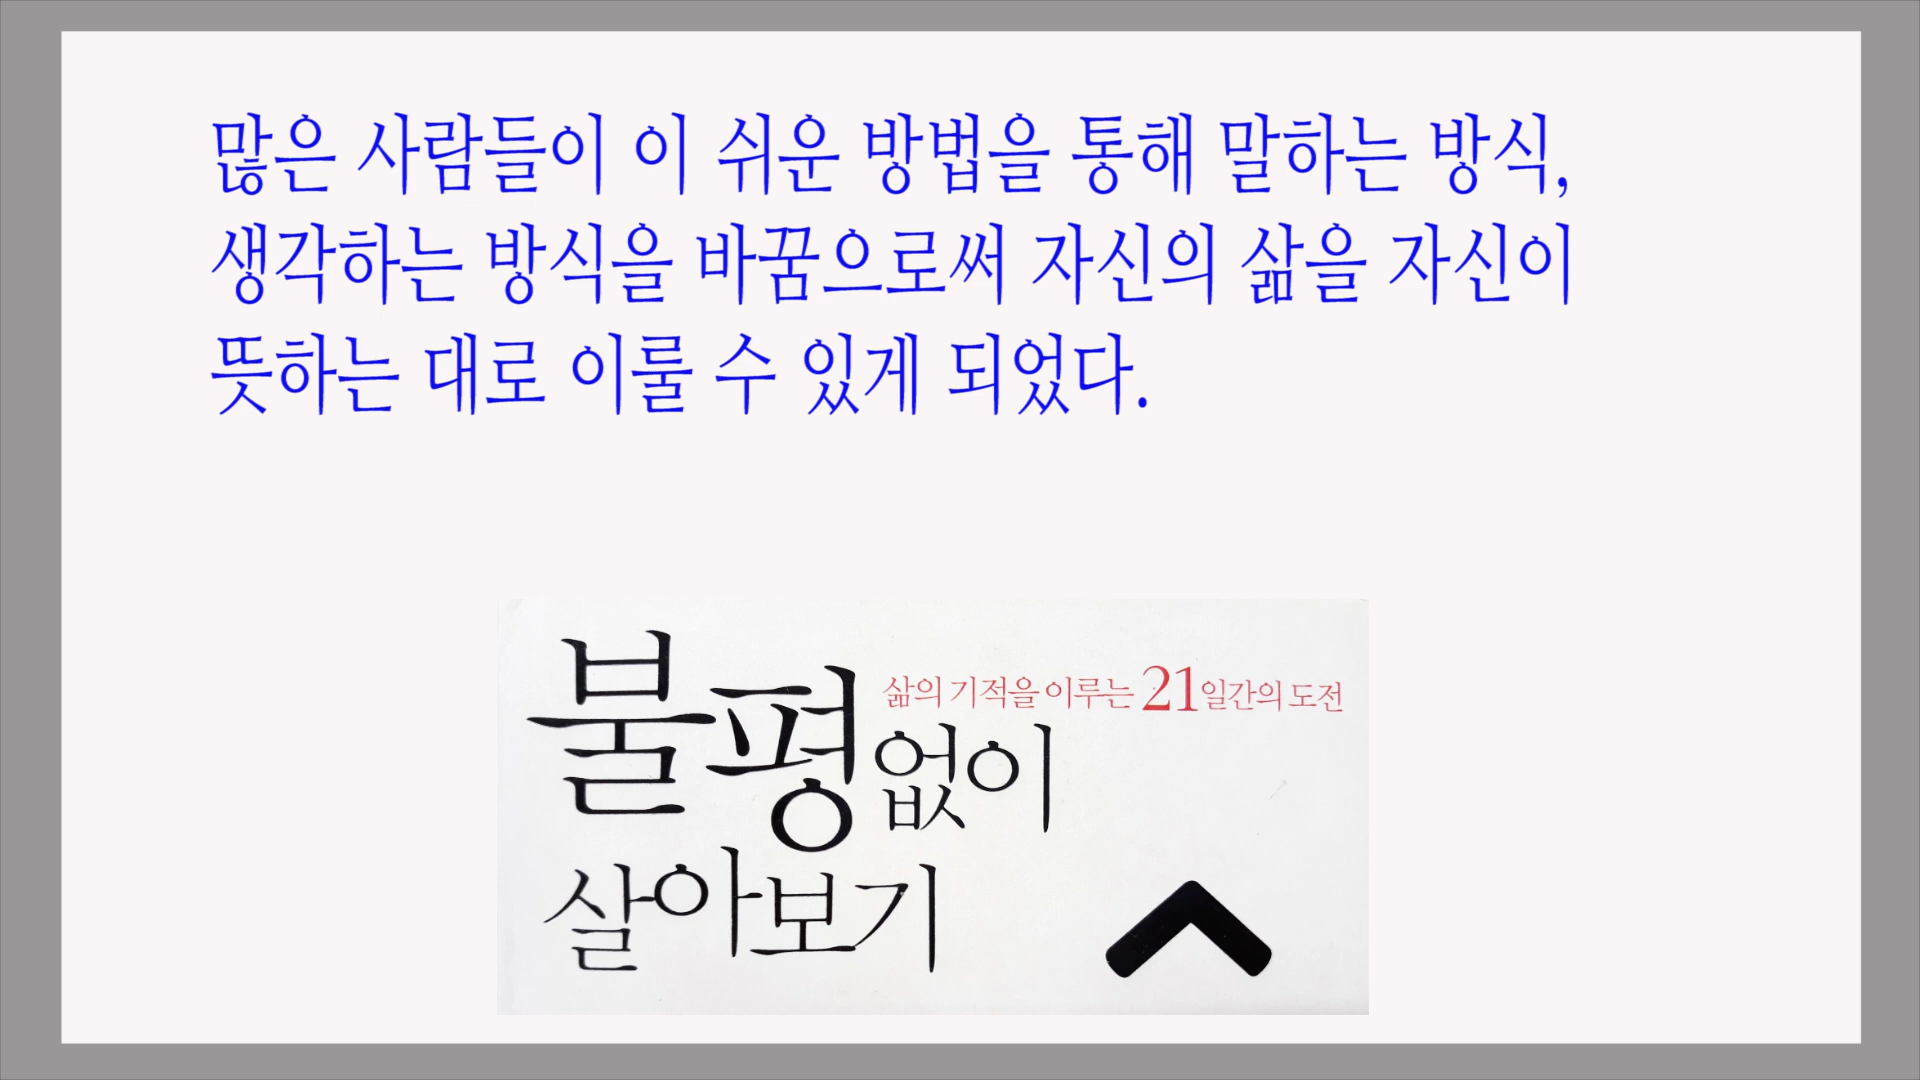 많은 사람들이 이 쉬운 방법을 통해 말하는 방식,
생각하는 방식을 바꿈으로써 자신의 삶을 자신이
뜻하는 대로 이룰 수 있게 되었다.
삶의 기적을 이루는 21일간의 도전
불평없이
살아보기